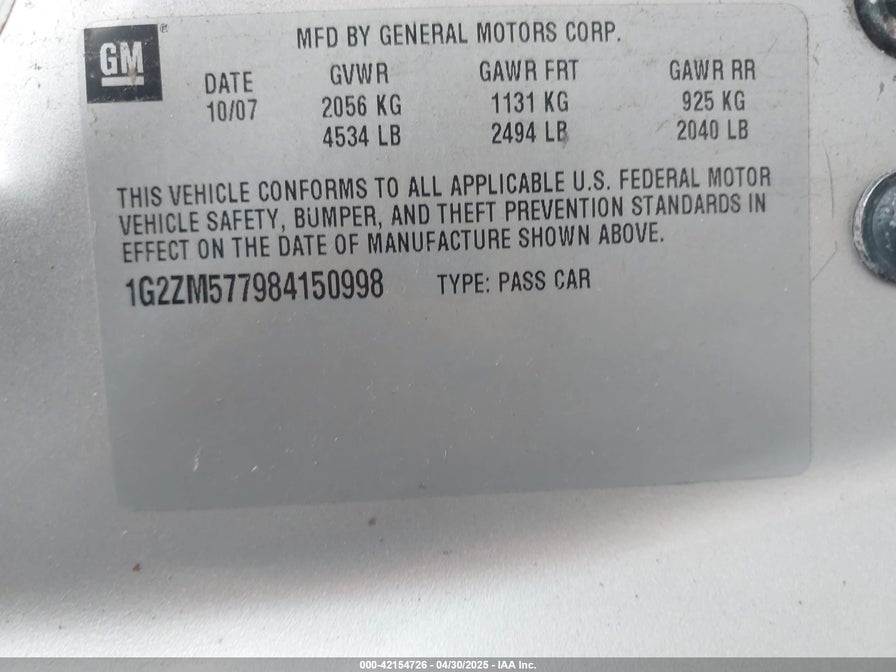 GM ®
MFD BY GENERAL MOTORS CORP.
DATE GVWR GAWR FRT GAWR RR
10/07 2056 KG 1131 KG 925 KG
4534 LB 2494 LB 2040 LB
THIS VEHICLE CONFORMS TO ALL APPLICABLE U.S. FEDERAL MOTOR
VEHICLE SAFETY, BUMPER, AND THEFT PREVENTION STANDARDS IN
EFFECT ON THE DATE OF MANUFACTURE SHOWN ABOVE.
1G2ZM577984150998 TYPE: PASS CAR
000-42154726 - 04/30/2025 - IAA Inc.